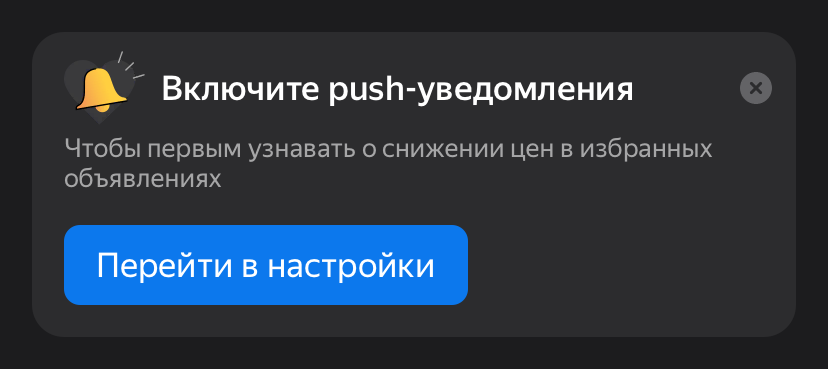 Включите push-уведомления
Чтобы первым узнавать о снижении цен в избранных
объявлениях
Перейти в настройки